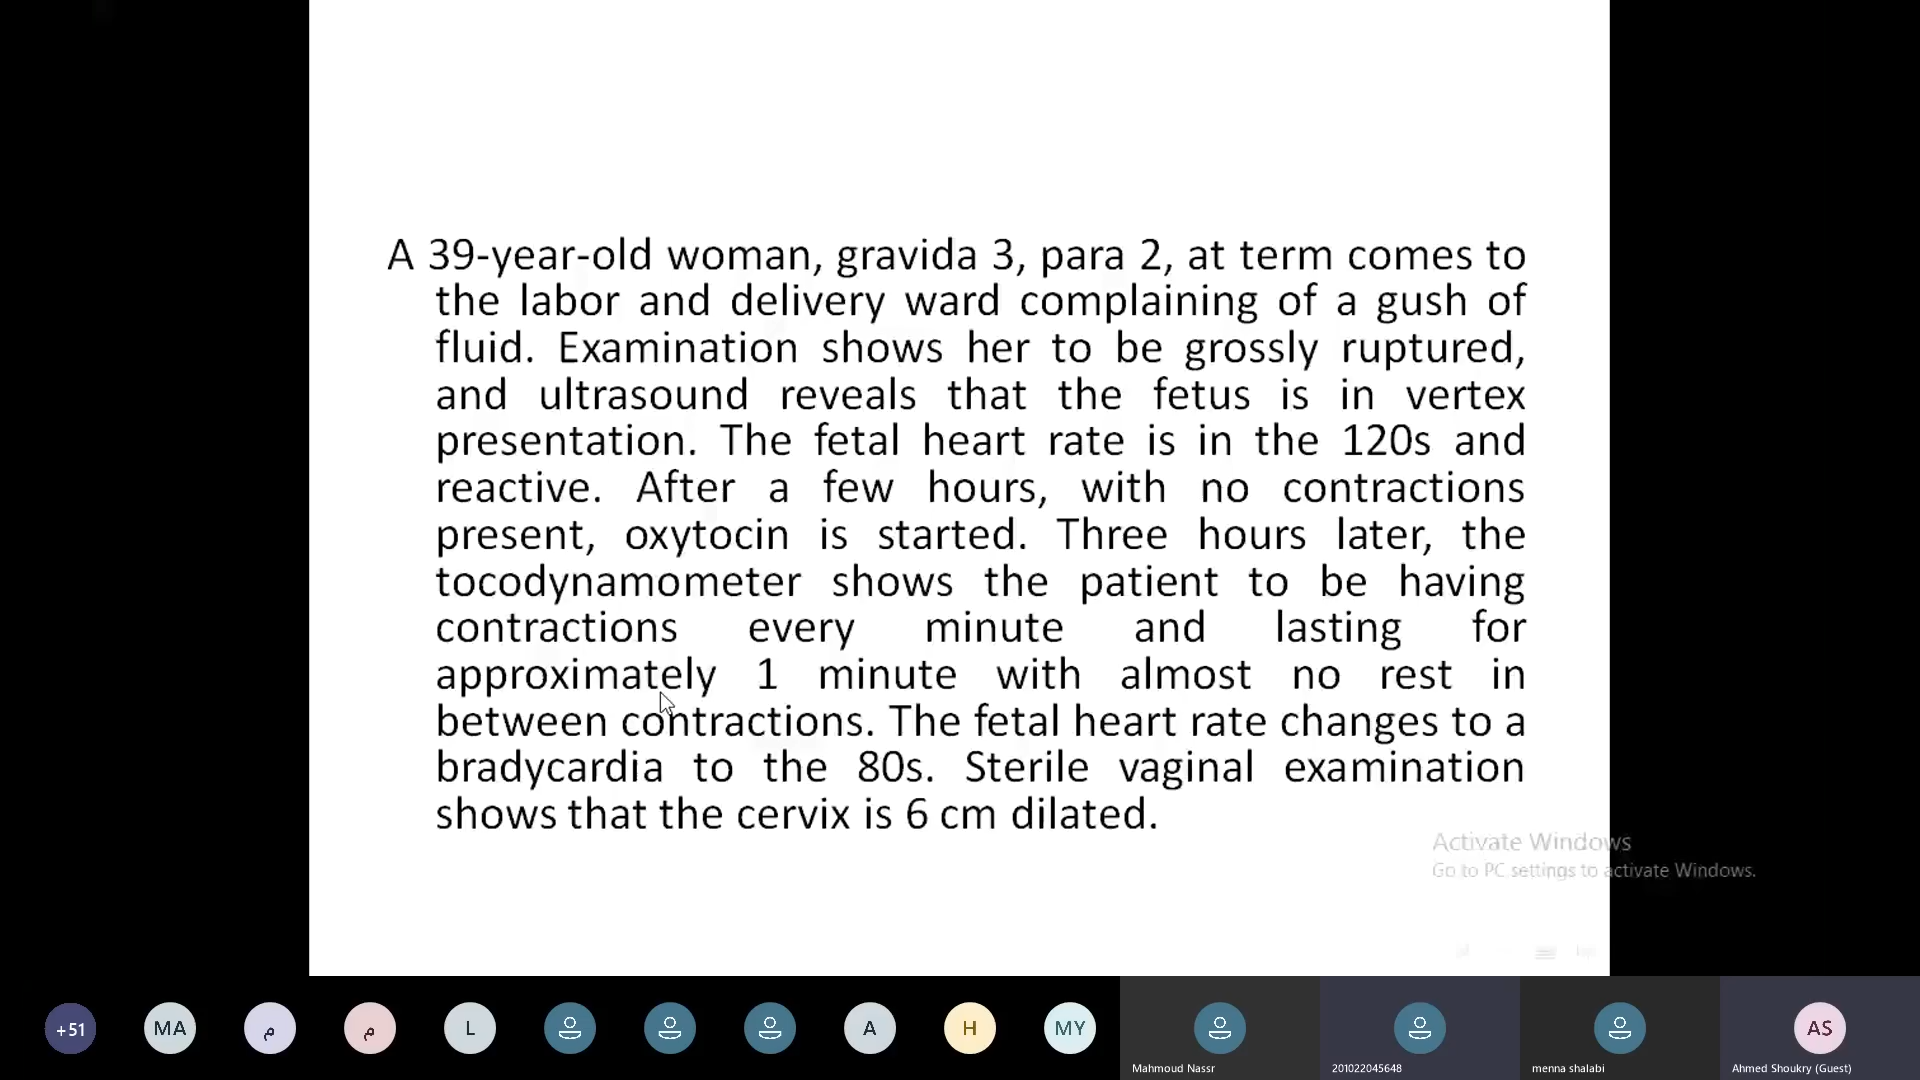 A 39-year-old woman, gravida 3, para 2, at term comes to
the labor and delivery ward complaining of a gush of
fluid. Examination shows her to be grossly ruptured,
and ultrasound reveals that the fetus is in vertex
presentation. The fetal heart rate is in the 120s and
reactive. After a few hours, with no contractions
present, oxytocin is started. Three hours later, the
tocodynamometer shows the patient to be having
contractions every minute and lasting for
approximately 1 minute with almost no rest in
between contractions. The fetal heart rate changes to a
bradycardia to the 80s. Sterile vaginal examination
shows that the cervix is 6 cm dilated.
Activate Windows
Go to PC settings to activate Windows.
+51 MA م م L A H MY AS
Mahmoud Nassr 201022045648 menna shalabi Ahmed Shoukry (Guest)